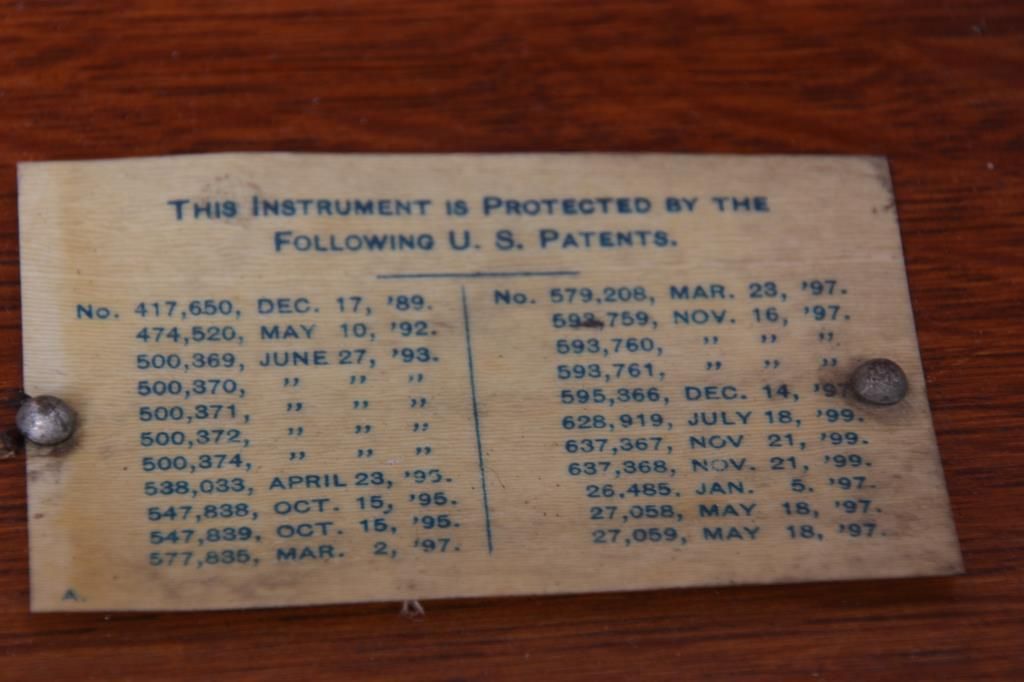 THIS INSTRUMENT IS PROTECTED BY THE
FOLLOWING U. S. PATENTS.
No. 417,650, DEC. 17, '89.
474,520, MAY 10, '92.
500,369, JUNE 27, '93.
500,370, " " "
500,371, " " "
500,372, " " "
500,374, " " "
538,033, APRIL 23, '95.
547,838, OCT. 15, '95.
547,839, OCT. 15, '95.
577,835, MAR. 2, '97.
A.
No. 579,208, MAR. 23, '97.
593,759, NOV. 16, '97.
593,760, " " "
593,761, " " "
595,366, DEC. 14,
628,919, JULY 18, '99.
637,367, NOV 21, '99.
637,368, NOV. 21, '99.
26,485. JAN. 5. '97.
27,058, MAY 18, '97.
27,059, MAY 18, '97.